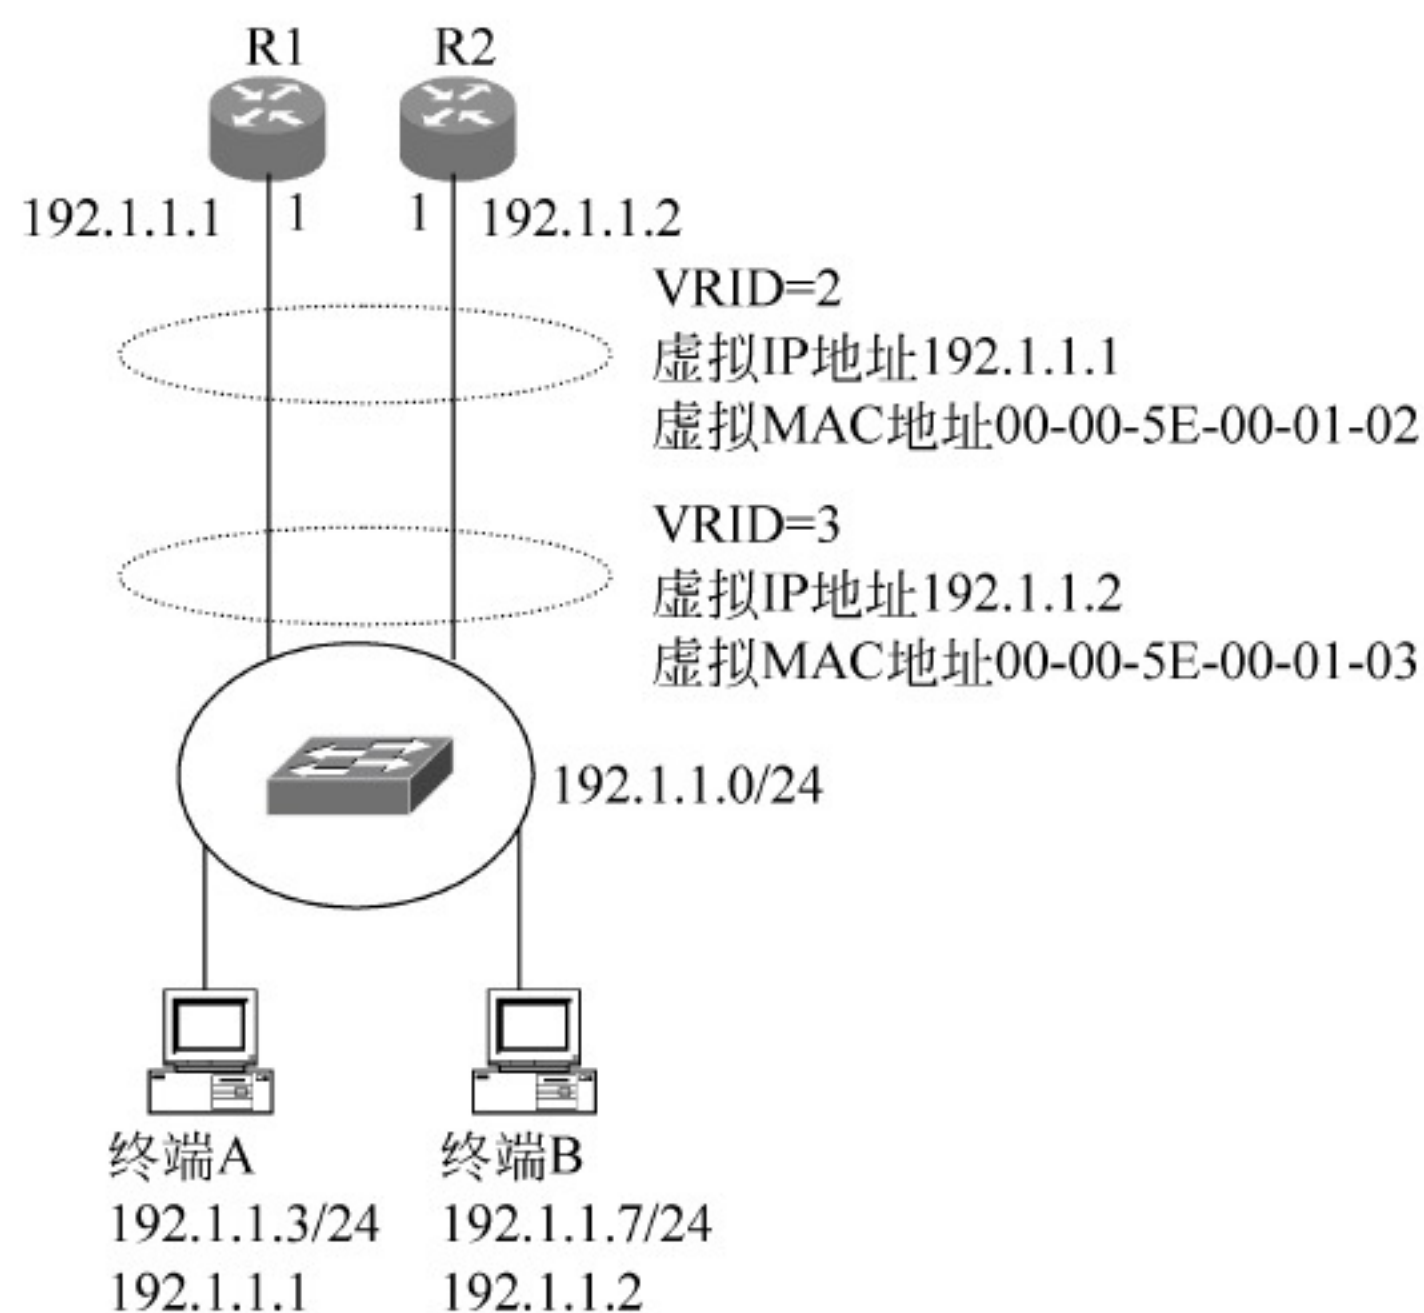 R1 R2
192.1.1.1 1 1 192.1.1.2
VRID=2
虚拟IP地址192.1.1.1
虚拟MAC地址00-00-5E-00-01-02
VRID=3
虚拟IP地址192.1.1.2
虚拟MAC地址00-00-5E-00-01-03
192.1.1.0/24
终端A 终端B
192.1.1.3/24 192.1.1.7/24
192.1.1.1 192.1.1.2